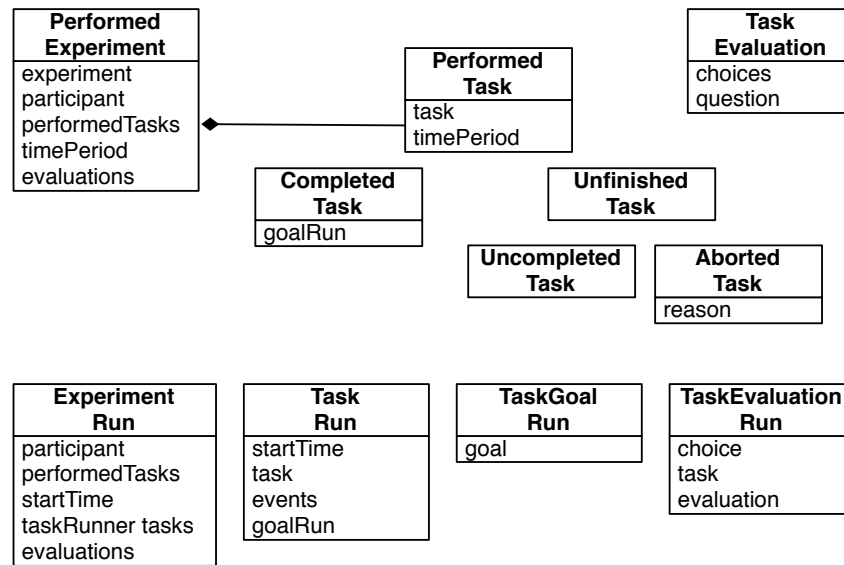 Performed
Experiment
experiment
participant
performedTasks
timePeriod
evaluations
Performed
Task
task
timePeriod
Task
Evaluation
choices
question
Completed
Task
goalRun
Unfinished
Task
Uncompleted
Task
Aborted
Task
reason
Experiment
Run
participant
performedTasks
startTime
taskRunner tasks
evaluations
Task
Run
startTime
task
events
goalRun
TaskGoal
Run
goal
TaskEvaluation
Run
choice
task
evaluation